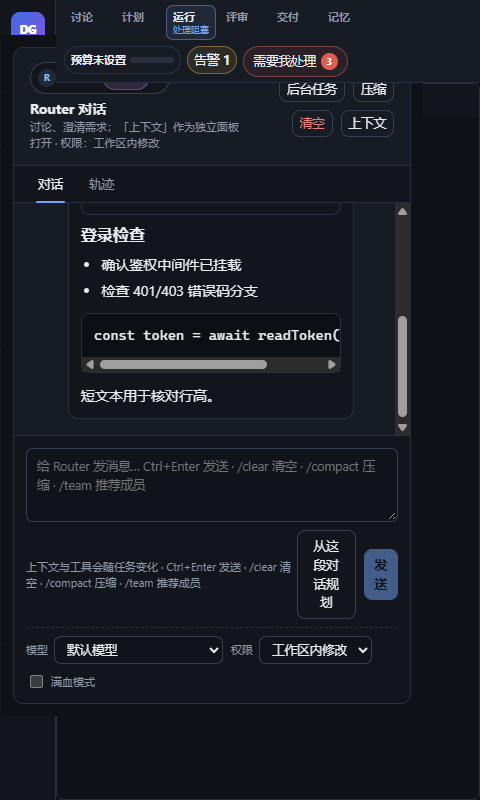 DG
讨论
计划
运行
处理阻塞
评审
交付
记忆
预算未设置
告警 1
需要我处理 3
R
后台任务
压缩
Router 对话
讨论、澄清需求;「上下文」作为独立面板
打开 · 权限：工作区内修改
清空
上下文
对话
轨迹
登录检查
• 确认鉴权中间件已挂载
• 检查 401/403 错误码分支
const token = await readToken(
短文本用于核对行高。
给 Router 发消息... Ctrl+Enter 发送 · /clear 清空 · /compact 压
缩 · /team 推荐成员
上下文与工具会随任务变化 · Ctrl+Enter 发送 · /clear 清
空 · /compact 压缩 · /team 推荐成员
从这
段对
话规
划
发
送
模型
默认模型
权限
工作区内修改
满血模式